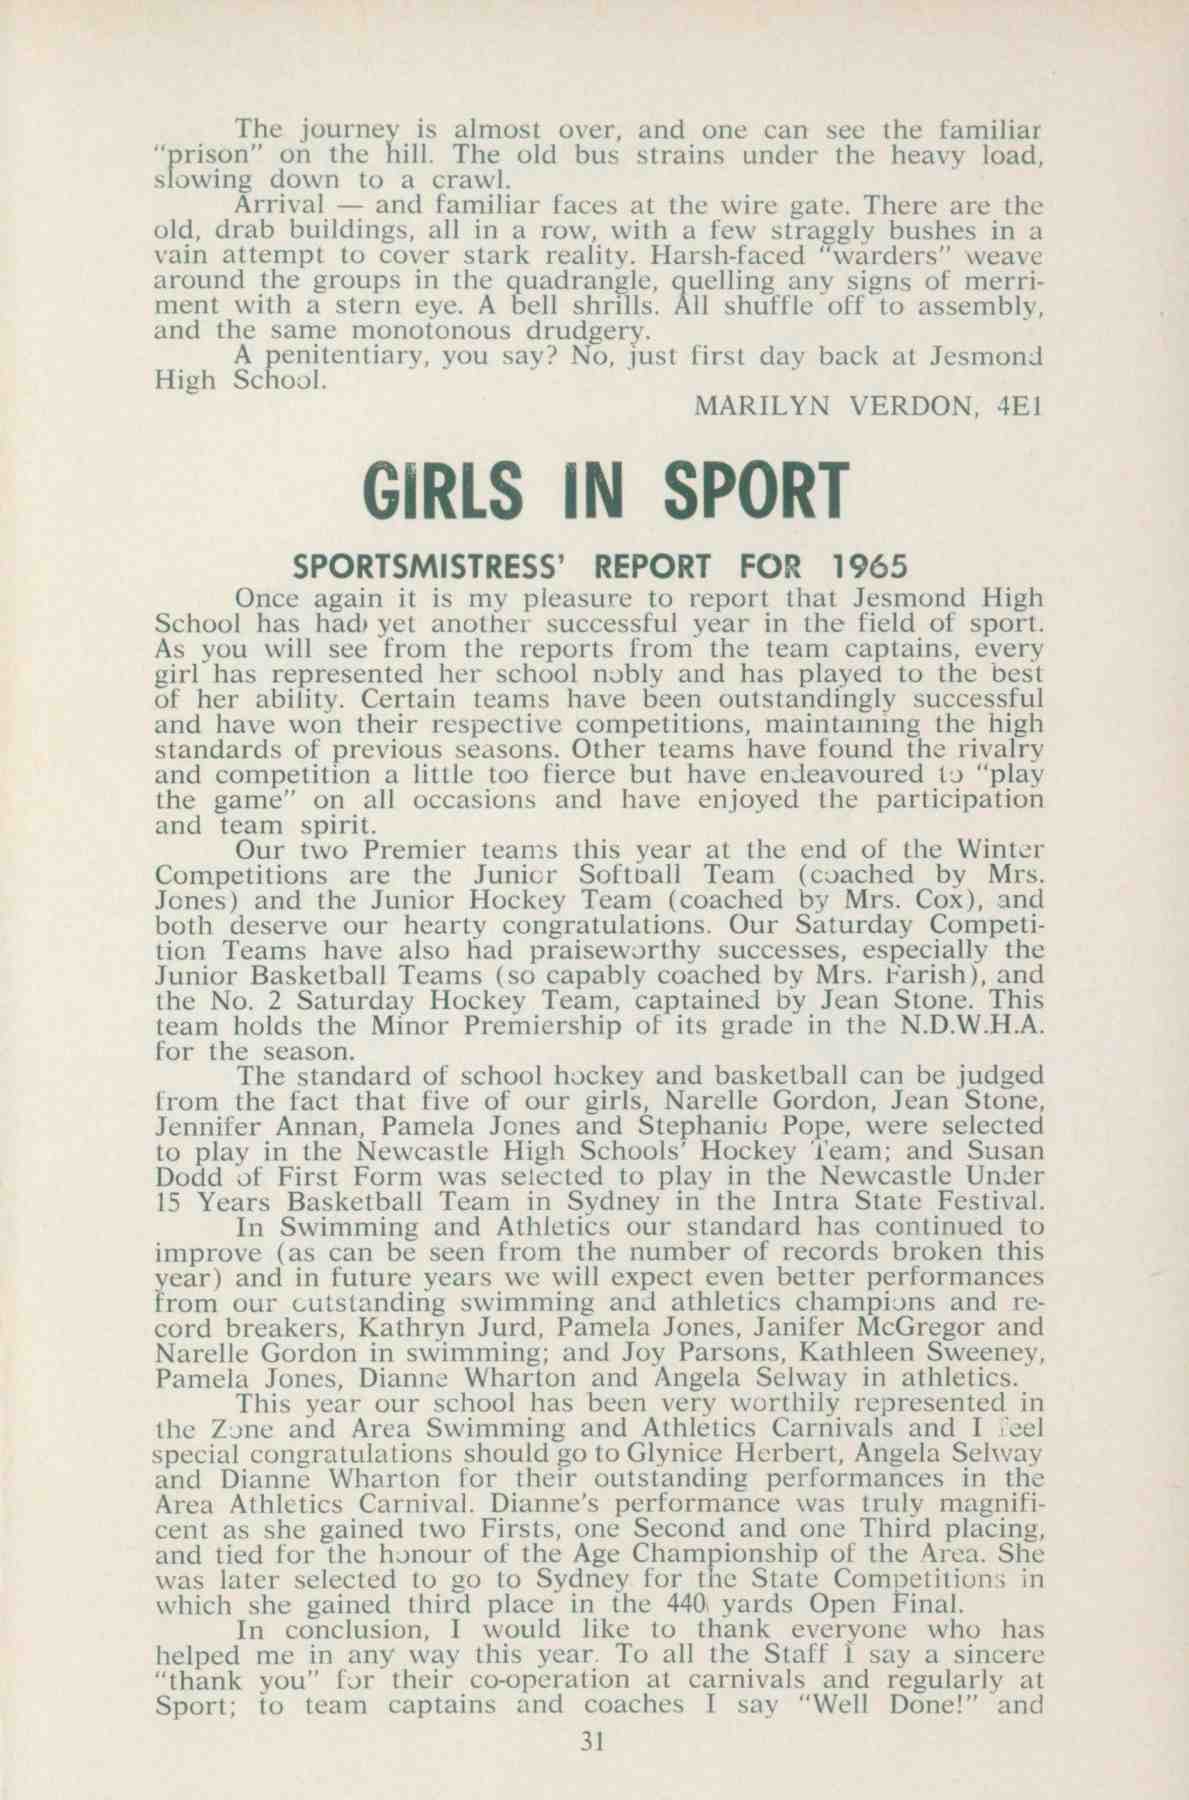 The journey is almost over, and one can see the familiar
"prison" on the hill. The old bus strains under the heavy load,
slowing down to a crawl.
Arrival — and familiar faces at the wire gate. There are the
old, drab buildings, all in a row, with a few straggly bushes in a
vain attempt to cover stark reality. Harsh-faced "warders" weave
around the groups in the quadrangle, quelling any signs of merri-
ment with a stern eye. A bell shrills. All shuffle off to assembly,
and the same monotonous drudgery.
A penitentiary, you say? No, just first day back at Jesmond
High School.
MARILYN VERDON, 4E1
GIRLS IN SPORT
SPORTSMISTRESS' REPORT FOR 1965
Once again it is my pleasure to report that Jesmond High
School has had yet another successful year in the field of sport.
As you will see from the reports from the team captains, every
girl has represented her school nobly and has played to the best
of her ability. Certain teams have been outstandingly successful
and have won their respective competitions, maintaining the high
standards of previous seasons. Other teams have found the rivalry
and competition a little too fierce but have endeavoured to "play
the game" on all occasions and have enjoyed the participation
and team spirit.
Our two Premier teams this year at the end of the Winter
Competitions are the Junior Softball Team (coached by Mrs.
Jones) and the Junior Hockey Team (coached by Mrs. Cox), and
both deserve our hearty congratulations. Our Saturday Competi-
tion Teams have also had praiseworthy successes, especially the
Junior Basketball Teams (so capably coached by Mrs. Farish), and
the No. 2 Saturday Hockey Team, captained by Jean Stone. This
team holds the Minor Premiership of its grade in the N.D.W.H.A.
for the season.
The standard of school hockey and basketball can be judged
from the fact that five of our girls, Narelle Gordon, Jean Stone,
Jennifer Annan, Pamela Jones and Stephanie Pope, were selected
to play in the Newcastle High Schools' Hockey Team; and Susan
Dodd of First Form was selected to play in the Newcastle Under
15 Years Basketball Team in Sydney in the Intra State Festival.
In Swimming and Athletics our standard has continued to
improve (as can be seen from the number of records broken this
year) and in future years we will expect even better performances
from our outstanding swimming and athletics champions and re-
cord breakers, Kathryn Jurd, Pamela Jones, Janifer McGregor and
Narelle Gordon in swimming; and Joy Parsons, Kathleen Sweeney,
Pamela Jones, Dianne Wharton and Angela Selway in athletics.
This year our school has been very worthily represented in
the Zone and Area Swimming and Athletics Carnivals and I feel
special congratulations should go to Glynice Herbert, Angela Selway
and Dianne Wharton for their outstanding performances in the
Area Athletics Carnival. Dianne's performance was truly magnifi-
cent as she gained two Firsts, one Second and one Third placing,
and tied for the honour of the Age Championship of the Area. She
was later selected to go to Sydney for the State Competitions in
which she gained third place in the 440 yards Open Final.
In conclusion, I would like to thank everyone who has
helped me in any way this year. To all the Staff I say a sincere
"thank you" for their co-operation at carnivals and regularly at
Sport; to team captains and coaches I say "Well Done!" and
31